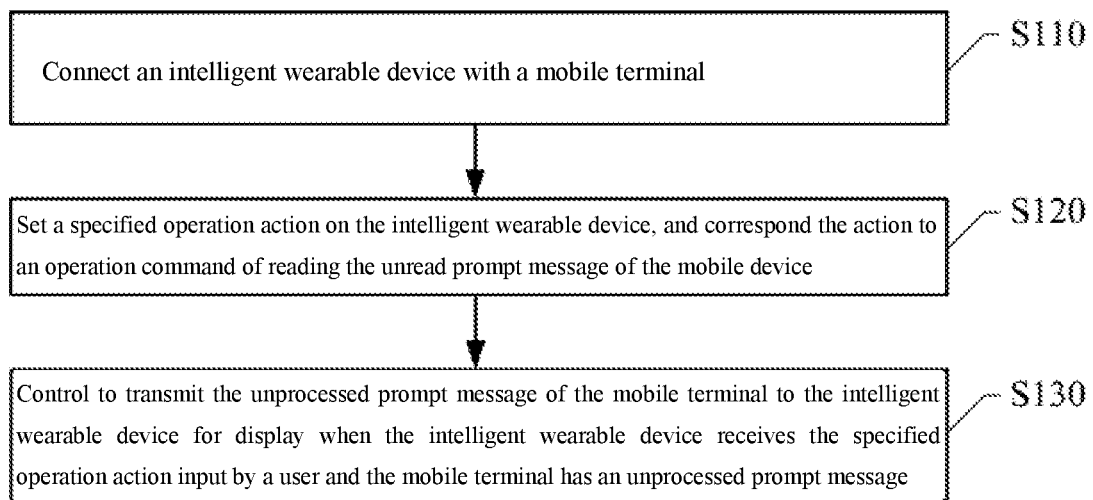 S110
Connect an intelligent wearable device with a mobile terminal
S120
Set a specified operation action on the intelligent wearable device, and correspond the action to
an operation command of reading the unread prompt message of the mobile device
S130
Control to transmit the unprocessed prompt message of the mobile terminal to the intelligent
wearable device for display when the intelligent wearable device receives the specified
operation action input by a user and the mobile terminal has an unprocessed prompt message